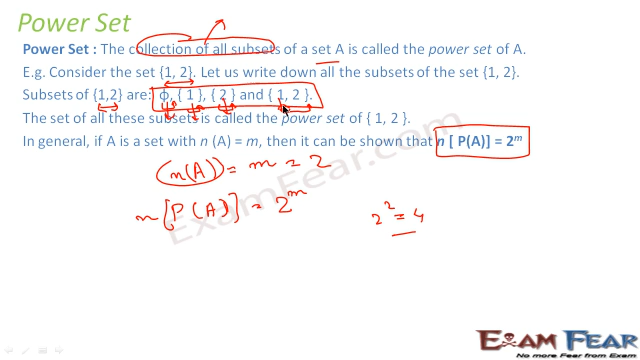 Power Set
Power Set : The collection of all subsets of a set A is called the power set of A.
E.g. Consider the set {1, 2}. Let us write down all the subsets of the set {1, 2}.
Subsets of {1,2} are: ϕ, { 1 }, { 2 } and { 1, 2 }.
The set of all these subsets is called the power set of { 1, 2 }.
In general, if A is a set with n (A) = m, then it can be shown that n [ P(A)] = 2ᵐ
n(A) = m = 2
n[P(A)] = 2ᵐ
2² = 4
ExamFear.com
EXAM FEAR
No more Fear from Exam